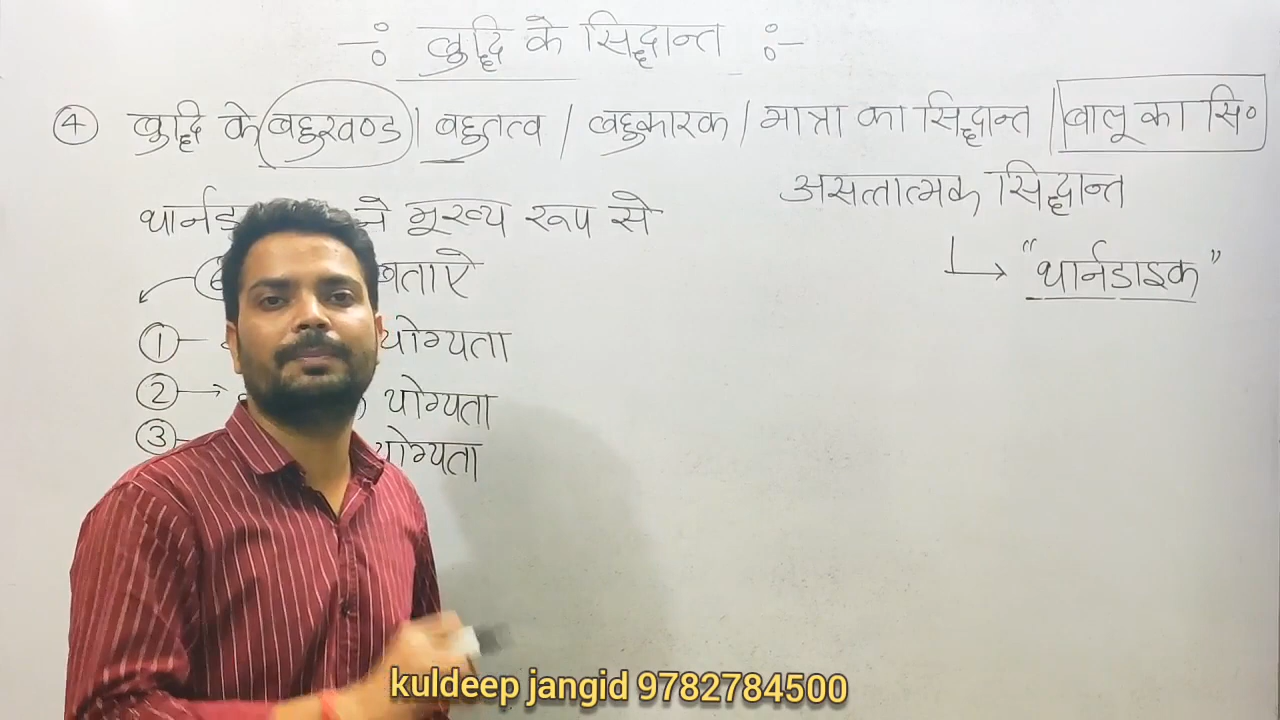 -: बुद्धि के सिद्धान्त :-
④ बुद्धि के बहुखण्ड | बहुतत्व / बहुकारक / मात्रा का सिद्धान्त / बालू का सि०
असतात्मक सिद्धान्त
थार्नड ने मुख्य रूप से
→ "थार्नडाइक"
बताऐ
① योग्यता
② → योग्यता
③ योग्यता
kuldeep jangid 9782784500